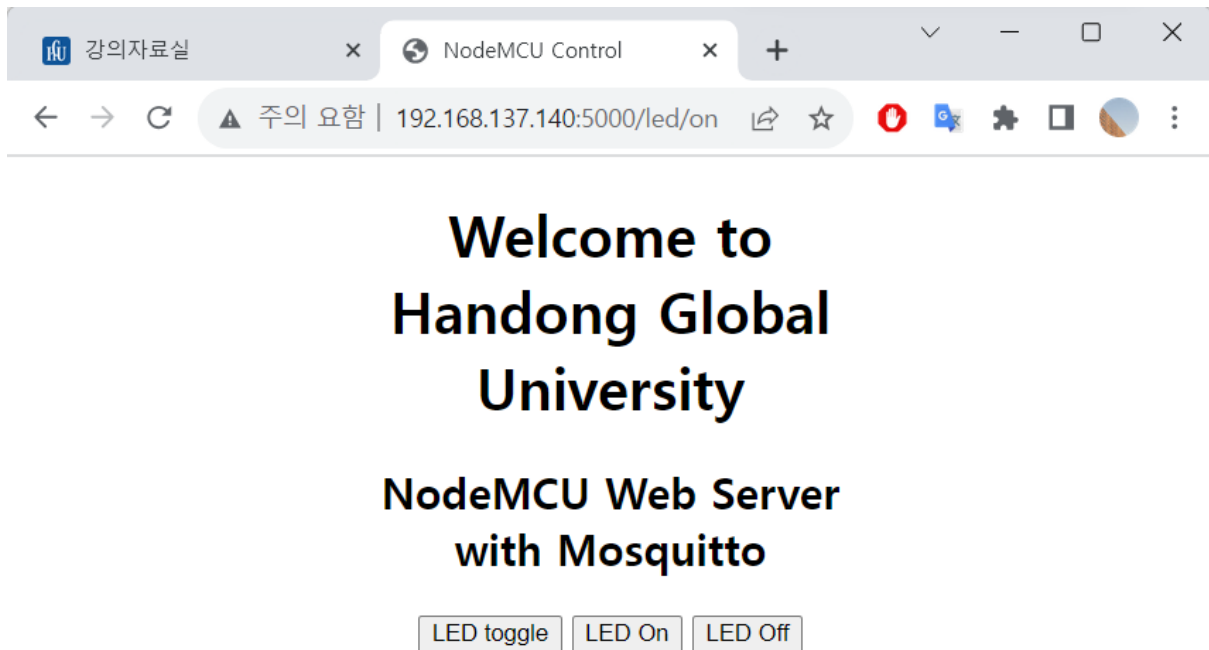 강의자료실
NodeMCU Control
주의 요함 | 192.168.137.140:5000/led/on
Welcome to
Handong Global
University
NodeMCU Web Server
with Mosquitto
LED toggle LED On LED Off